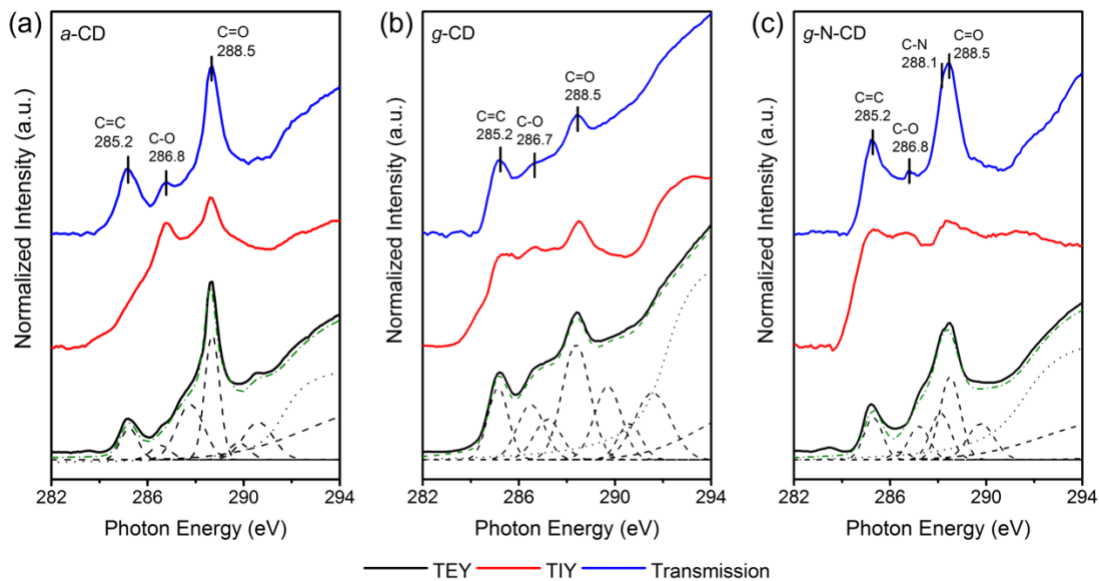 (a)
a-CD
C=C
285.2
C-O
286.8
C=O
288.5
Normalized Intensity (a.u.)
282 286 290 294
Photon Energy (eV)
(b)
g-CD
C=C
285.2
C-O
286.7
C=O
288.5
Normalized Intensity (a.u.)
282 286 290 294
Photon Energy (eV)
(c)
g-N-CD
C=C
285.2
C-O
286.8
C-N
288.1
C=O
288.5
Normalized Intensity (a.u.)
282 286 290 294
Photon Energy (eV)
TEY TIY Transmission